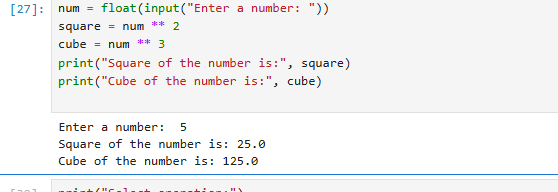 [27]: num = float(input("Enter a number: "))
square = num ** 2
cube = num ** 3
print("Square of the number is:", square)
print("Cube of the number is:", cube)
Enter a number:  5
Square of the number is: 25.0
Cube of the number is: 125.0
print("Select operation:")